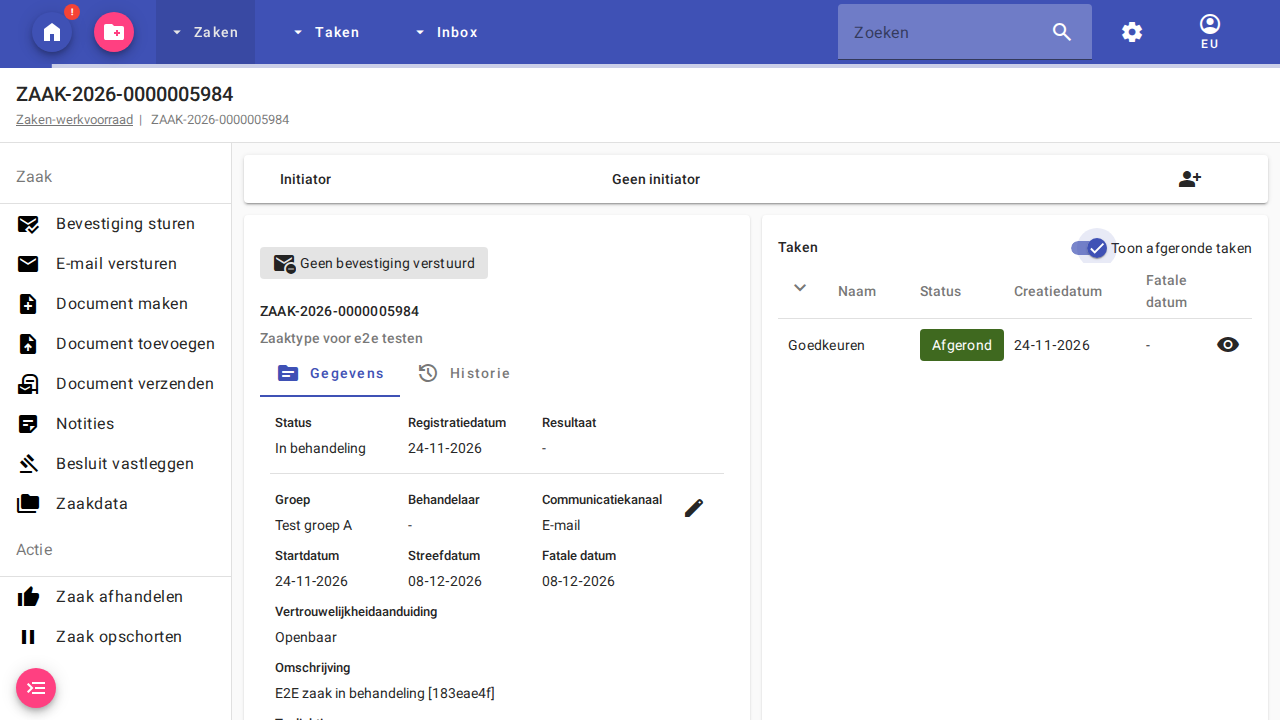 !
Zaken
Taken
Inbox
Zoeken
EU
ZAAK-2026-0000005984
Zaken-werkvoorraad | ZAAK-2026-0000005984
Zaak
Bevestiging sturen
E-mail versturen
Document maken
Document toevoegen
Document verzenden
Notities
Besluit vastleggen
Zaakdata
Actie
Zaak afhandelen
Zaak opschorten
Initiator Geen initiator
Geen bevestiging verstuurd
ZAAK-2026-0000005984
Zaaktype voor e2e testen
Gegevens Historie
Status Registratiedatum Resultaat
In behandeling 24-11-2026 -
Groep Behandelaar Communicatiekanaal
Test groep A - E-mail
Startdatum Streefdatum Fatale datum
24-11-2026 08-12-2026 08-12-2026
Vertrouwelijkheidaanduiding
Openbaar
Omschrijving
E2E zaak in behandeling [183eae4f]
Taken Toon afgeronde taken
Naam Status Creatiedatum Fatale datum
Goedkeuren Afgerond 24-11-2026 -